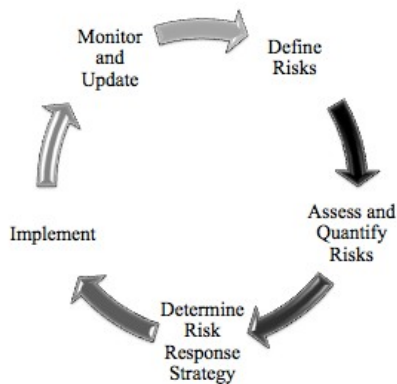 Monitor
and
Update
Define
Risks
Assess and
Quantify
Risks
Determine
Risk
Response
Strategy
Implement